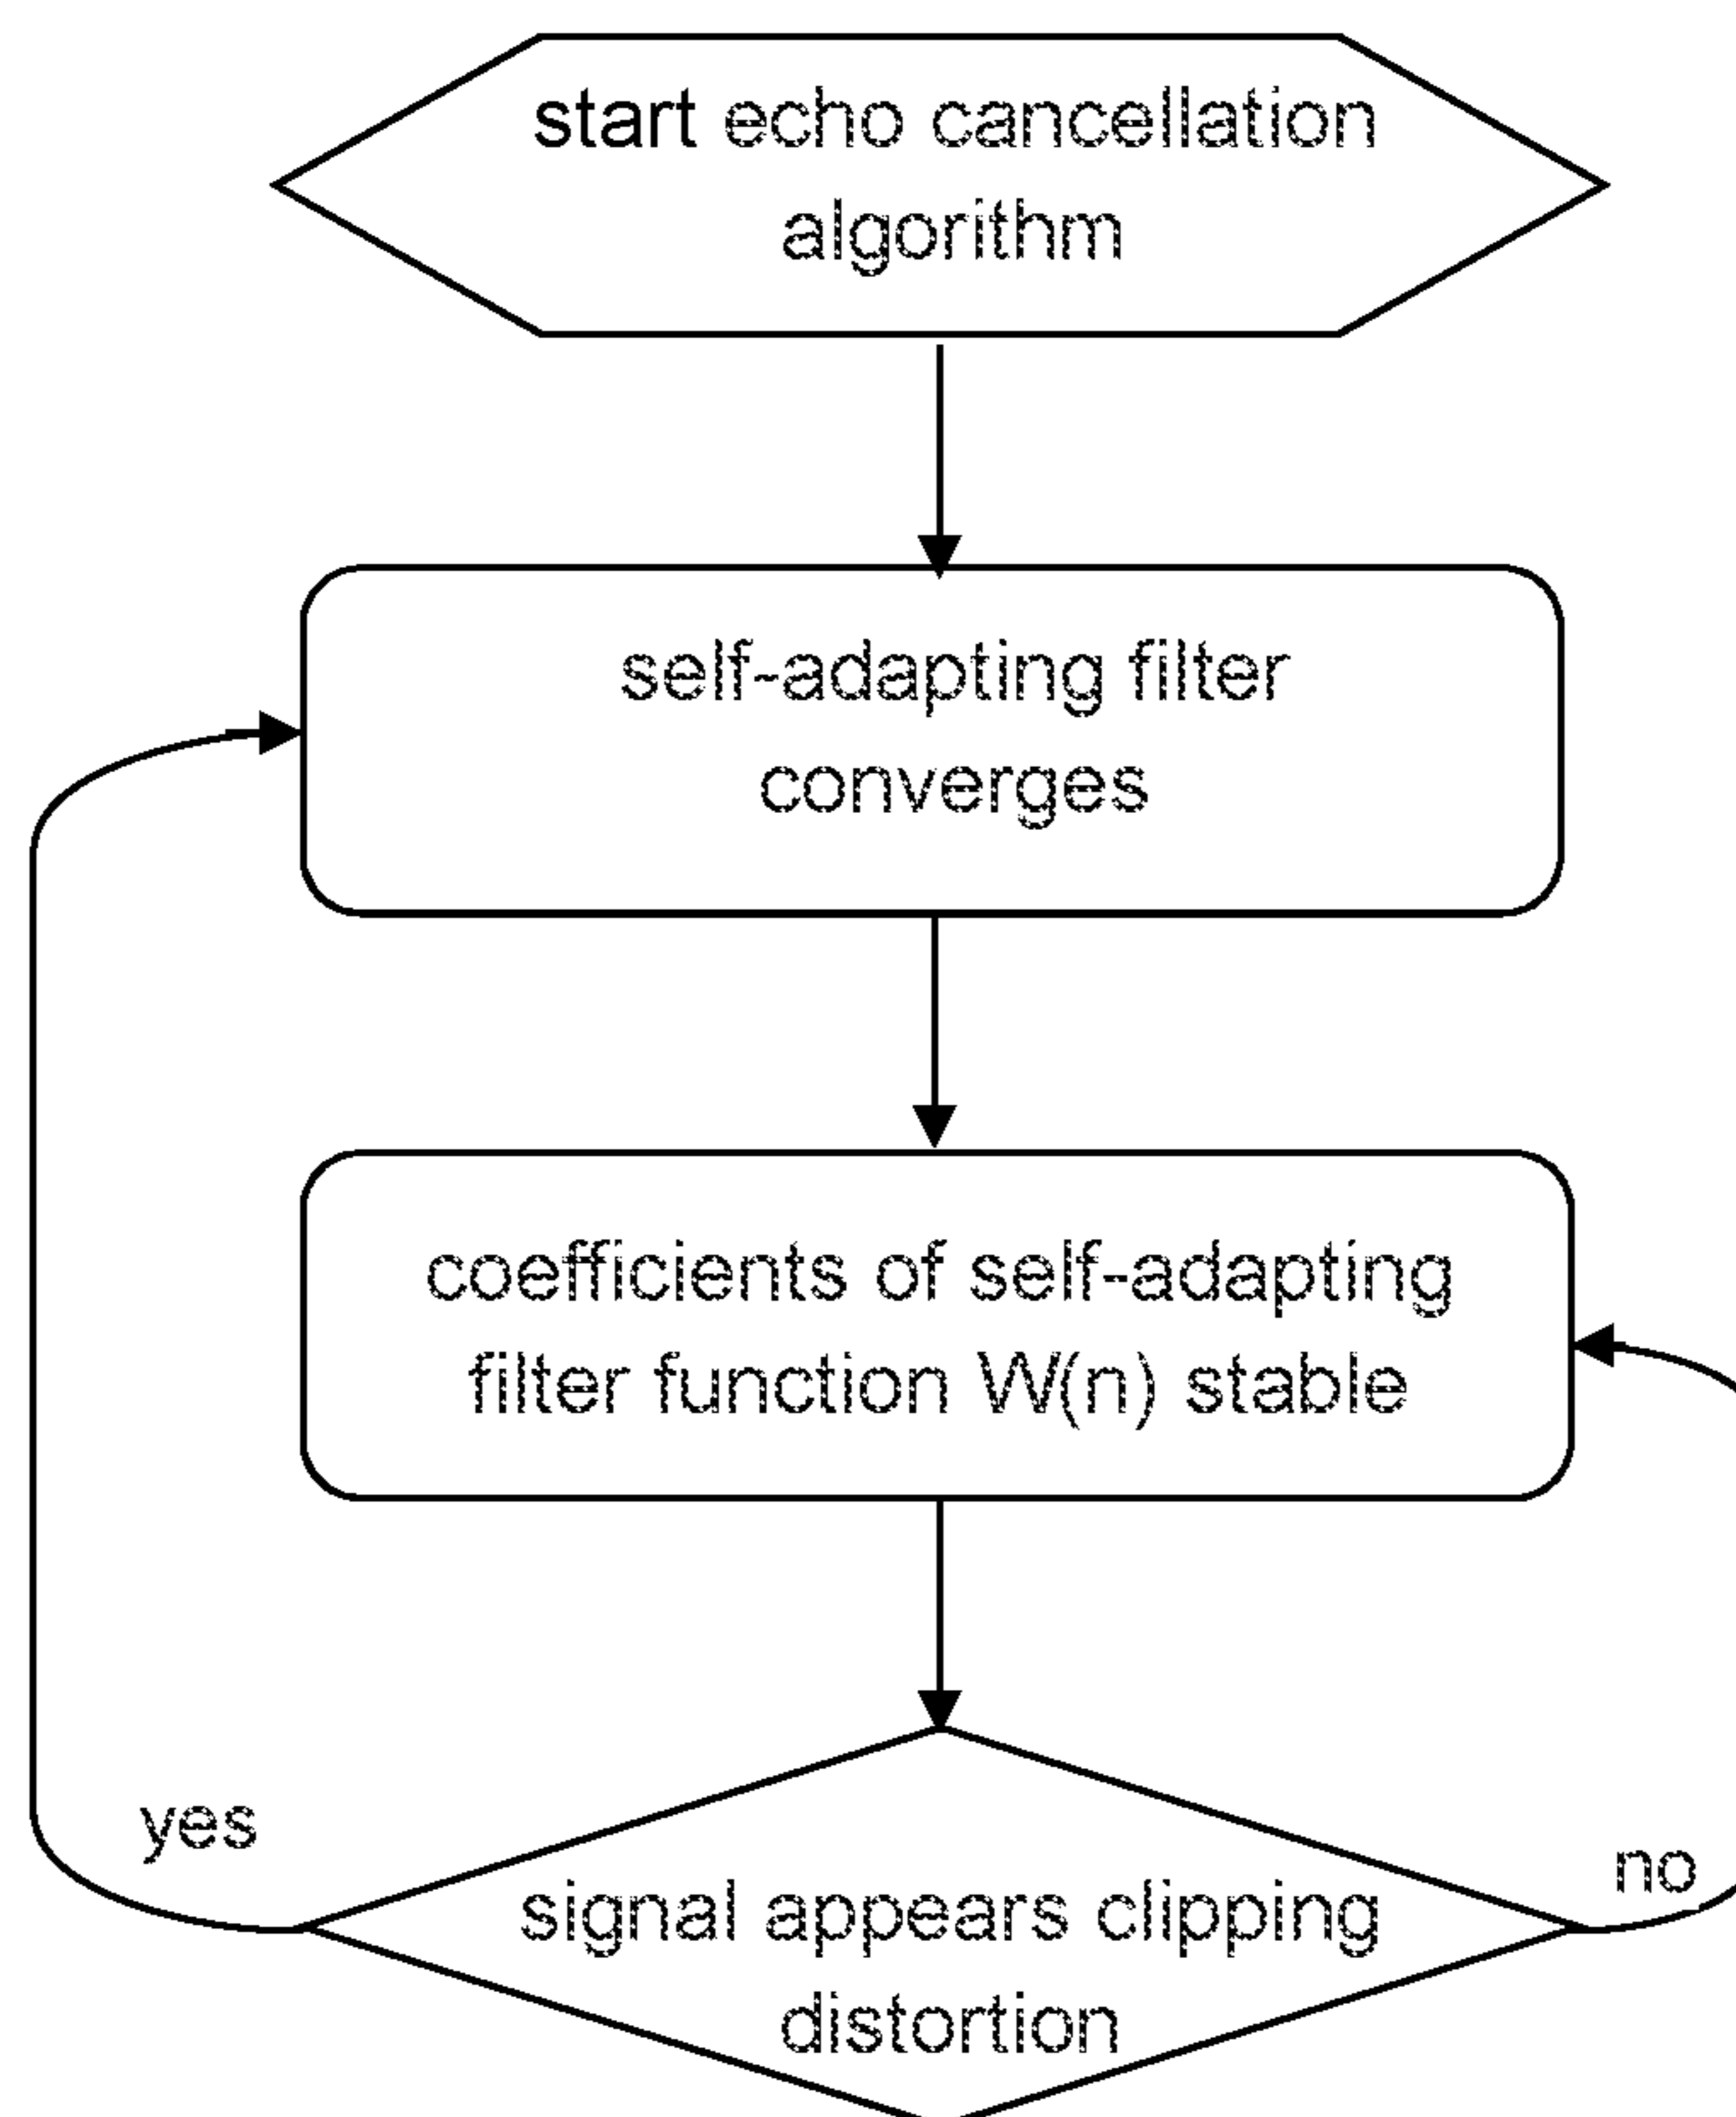 start echo cancellation
algorithm
self-adapting filter
converges
coefficients of self-adapting
filter function W(n) stable
yes
no
signal appears clipping
distortion